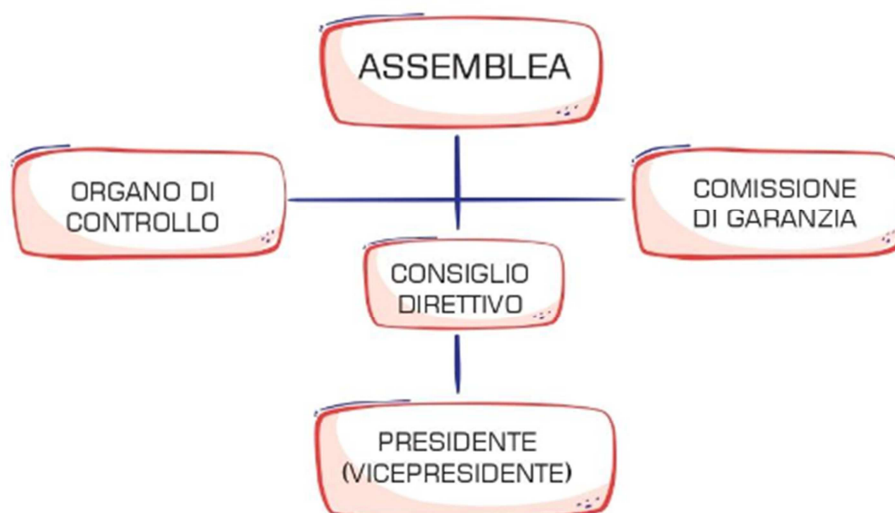 ASSEMBLEA
ORGANO DI
CONTROLLO
COMISSIONE
DI GARANZIA
CONSIGLIO
DIRETTIVO
PRESIDENTE
(VICEPRESIDENTE)